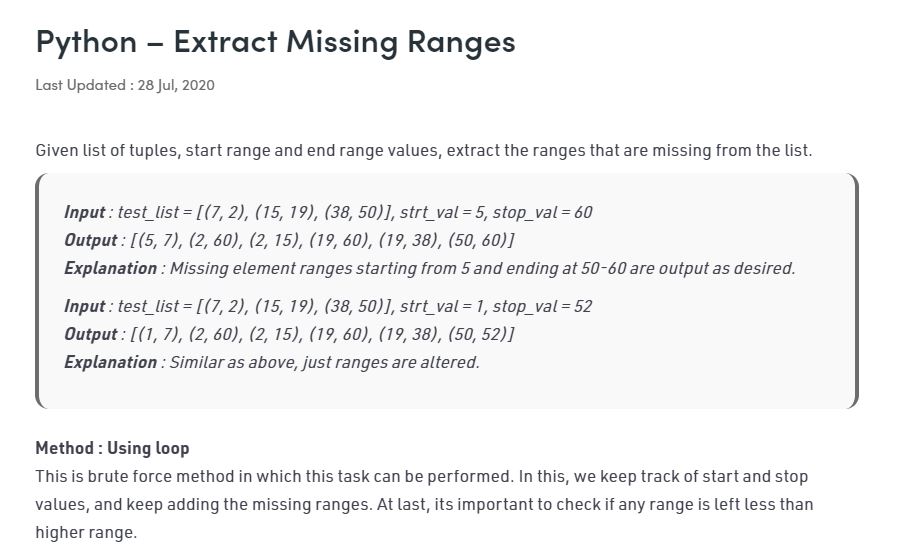 Python – Extract Missing Ranges
Last Updated : 28 Jul, 2020
Given list of tuples, start range and end range values, extract the ranges that are missing from the list.
Input : test_list = [(7, 2), (15, 19), (38, 50)], strt_val = 5, stop_val = 60
Output : [(5, 7), (2, 60), (2, 15), (19, 60), (19, 38), (50, 60)]
Explanation : Missing element ranges starting from 5 and ending at 50-60 are output as desired.
Input : test_list = [(7, 2), (15, 19), (38, 50)], strt_val = 1, stop_val = 52
Output : [(1, 7), (2, 60), (2, 15), (19, 60), (19, 38), (50, 52)]
Explanation : Similar as above, just ranges are altered.
Method : Using loop
This is brute force method in which this task can be performed. In this, we keep track of start and stop
values, and keep adding the missing ranges. At last, its important to check if any range is left less than
higher range.